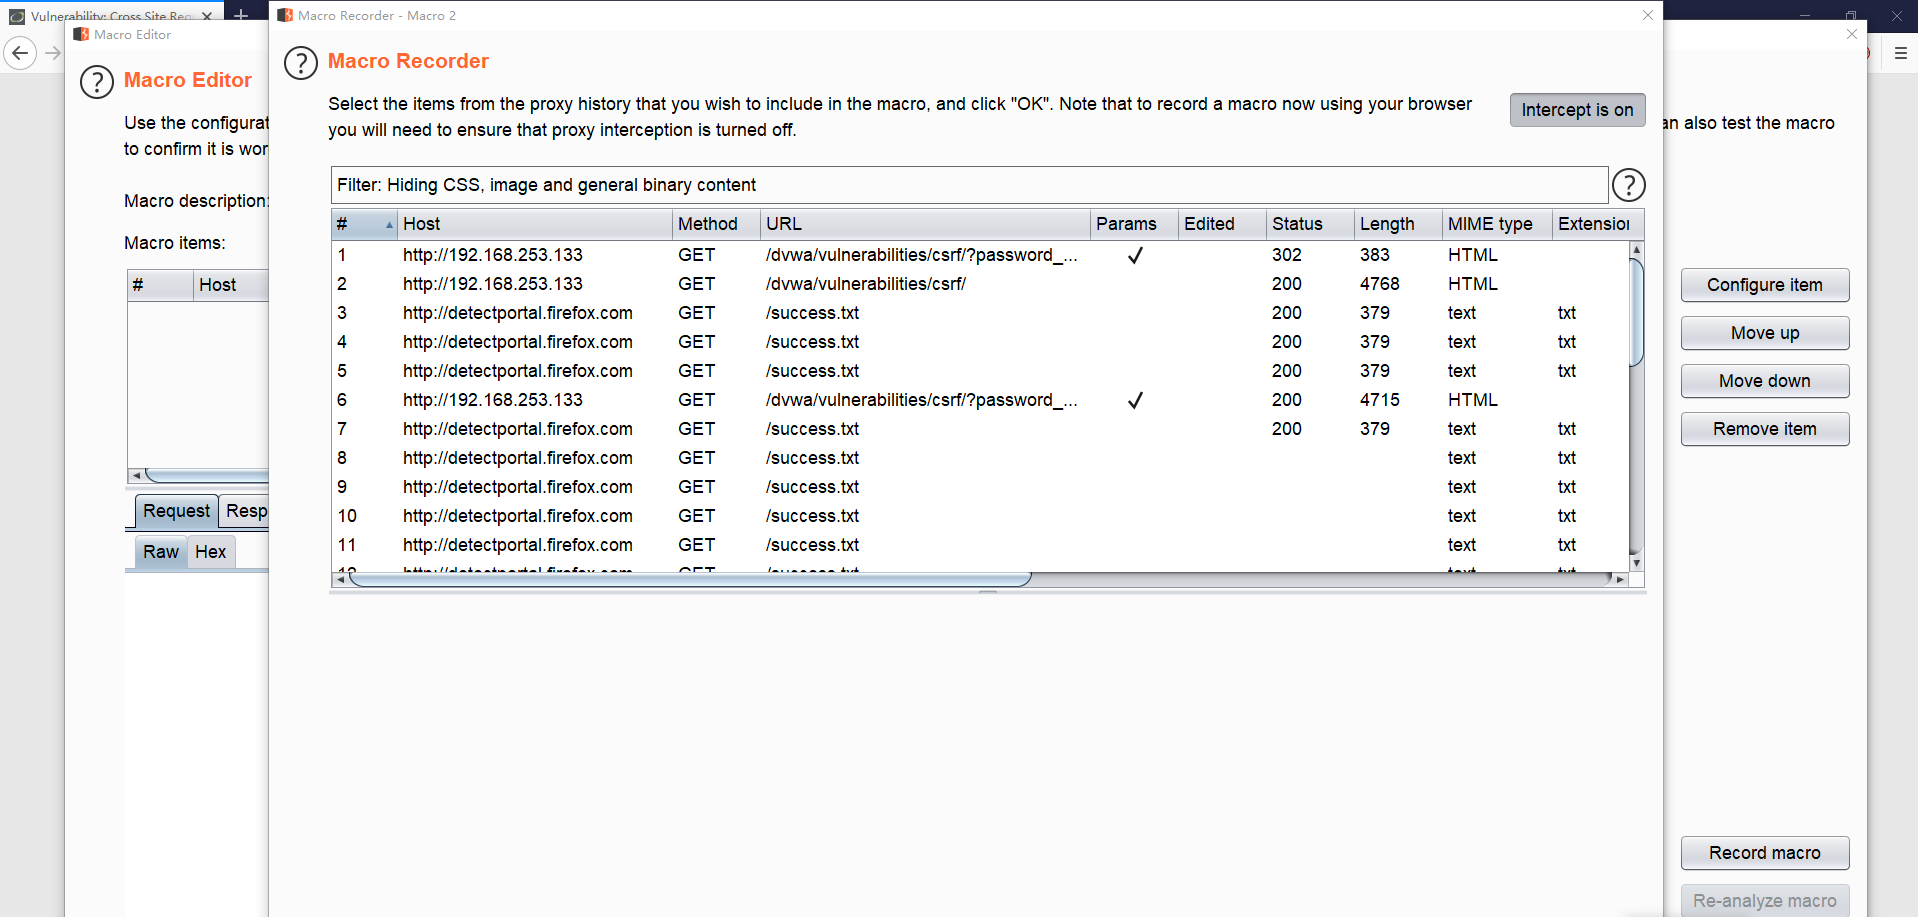 Vulnerability: Cross Site Req
Macro Recorder - Macro 2
Macro Editor
Macro Recorder
Macro Editor
Select the items from the proxy history that you wish to include in the macro, and click "OK". Note that to record a macro now using your browser
you will need to ensure that proxy interception is turned off.
Intercept is on
Use the configurat
an also test the macro
to confirm it is wor
Filter: Hiding CSS, image and general binary content
Macro description:
Macro items:
# Host
# Host Method URL Params Edited Status Length MIME type Extension
1 http://192.168.253.133 GET /dvwa/vulnerabilities/csrf/?password_... ✓ 302 383 HTML
2 http://192.168.253.133 GET /dvwa/vulnerabilities/csrf/ 200 4768 HTML
3 http://detectportal.firefox.com GET /success.txt 200 379 text txt
4 http://detectportal.firefox.com GET /success.txt 200 379 text txt
5 http://detectportal.firefox.com GET /success.txt 200 379 text txt
6 http://192.168.253.133 GET /dvwa/vulnerabilities/csrf/?password_... ✓ 200 4715 HTML
7 http://detectportal.firefox.com GET /success.txt 200 379 text txt
8 http://detectportal.firefox.com GET /success.txt text txt
9 http://detectportal.firefox.com GET /success.txt text txt
10 http://detectportal.firefox.com GET /success.txt text txt
11 http://detectportal.firefox.com GET /success.txt text txt
12 http://detectportal.firefox.com GET /success.txt text txt
Configure item
Move up
Move down
Remove item
Request Resp
Raw Hex
Record macro
Re-analyze macro